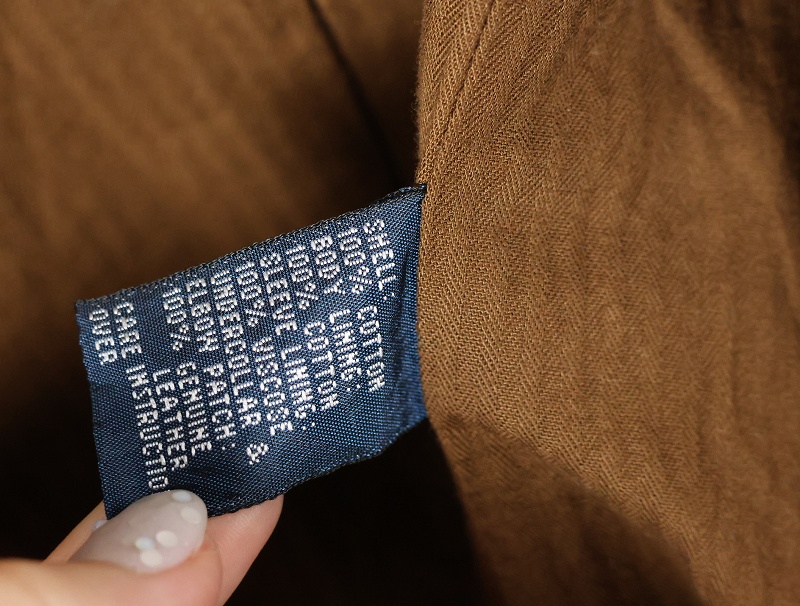 SHELL:
100% COTTON
BODY LINING:
100% COTTON
SLEEVE LINING:
100% VISCOSE
UNDERCOLLAR &
ELBOW PATCH:
100% GENUINE
LEATHER
CARE INSTRUCTIO
OVER